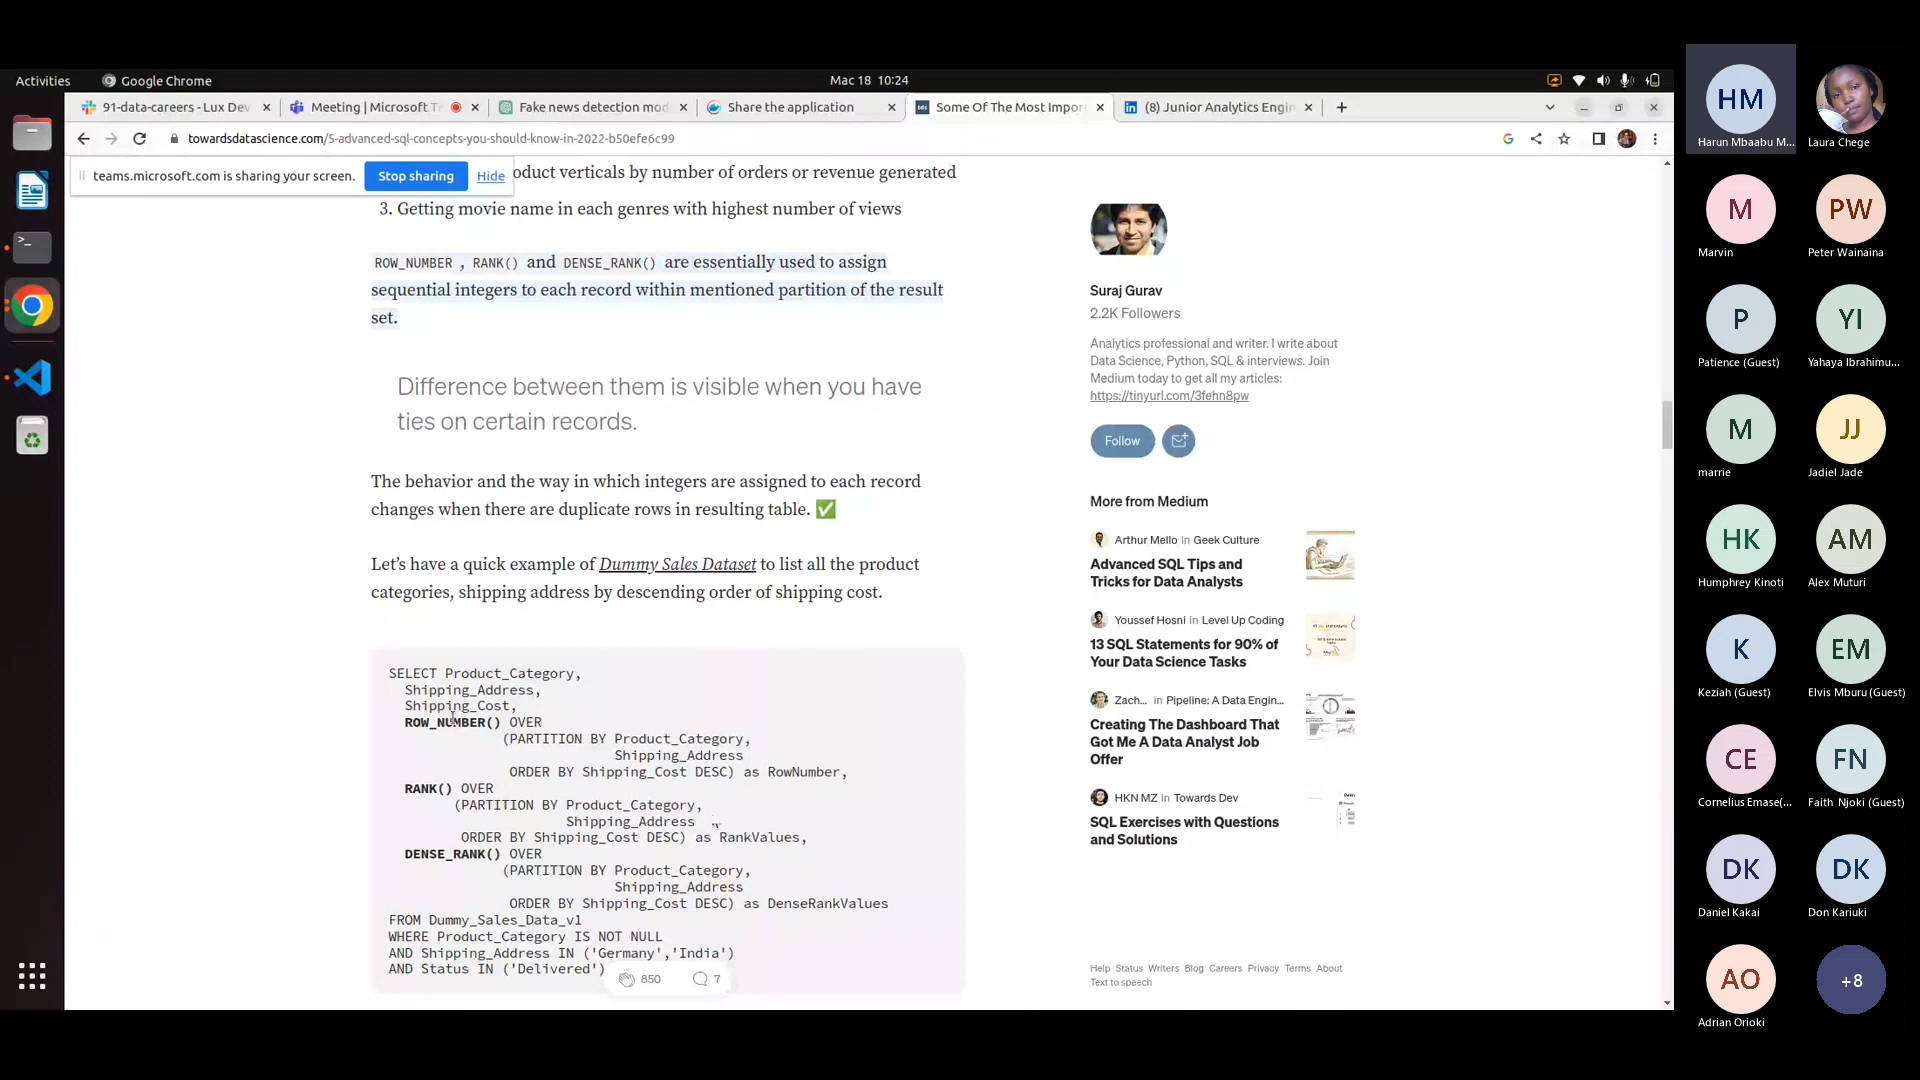 Activities
Google Chrome
Mac 18 10:24
91-data-careers - Lux Dev
Meeting | Microsoft Te
Fake news detection mod
Share the application
Some Of The Most Impor
(8) Junior Analytics Engin
towardsdatascience.com/5-advanced-sql-concepts-you-should-know-in-2022-b50efe6c99
teams.microsoft.com is sharing your screen.
Stop sharing
Hide
oduct verticals by number of orders or revenue generated
3. Getting movie name in each genres with highest number of views
ROW_NUMBER , RANK() and DENSE_RANK() are essentially used to assign
sequential integers to each record within mentioned partition of the result
set.
Difference between them is visible when you have
ties on certain records.
The behavior and the way in which integers are assigned to each record
changes when there are duplicate rows in resulting table. ✅
Let's have a quick example of Dummy Sales Dataset to list all the product
categories, shipping address by descending order of shipping cost.
SELECT Product_Category,
Shipping_Address,
Shipping_Cost,
ROW_NUMBER() OVER
(PARTITION BY Product_Category,
Shipping_Address
ORDER BY Shipping_Cost DESC) as RowNumber,
RANK() OVER
(PARTITION BY Product_Category,
Shipping_Address
ORDER BY Shipping_Cost DESC) as RankValues,
DENSE_RANK() OVER
(PARTITION BY Product_Category,
Shipping_Address
ORDER BY Shipping_Cost DESC) as DenseRankValues
FROM Dummy_Sales_Data_v1
WHERE Product_Category IS NOT NULL
AND Shipping_Address IN ('Germany','India')
AND Status IN ('Delivered')
850
7
Suraj Gurav
2.2K Followers
Analytics professional and writer. I write about
Data Science, Python, SQL & interviews. Join
Medium today to get all my articles:
https://tinyurl.com/3fehn8pw
Follow
More from Medium
Arthur Mello in Geek Culture
Advanced SQL Tips and
Tricks for Data Analysts
Youssef Hosni in Level Up Coding
13 SQL Statements for 90% of
Your Data Science Tasks
Zach... in Pipeline: A Data Engin...
Creating The Dashboard That
Got Me A Data Analyst Job
Offer
HKN MZ in Towards Dev
SQL Exercises with Questions
and Solutions
Help Status Writers Blog Careers Privacy Terms About
Text to speech
HM
Harun Mbaabu M...
Laura Chege
M
Marvin
PW
Peter Wainaina
P
Patience (Guest)
YI
Yahaya Ibrahimu...
M
marrie
JJ
Jadiel Jade
HK
Humphrey Kinoti
AM
Alex Muturi
K
Keziah (Guest)
EM
Elvis Mburu (Guest)
CE
Cornelius Emase(...
FN
Faith Njoki (Guest)
DK
Daniel Kakai
DK
Don Kariuki
AO
Adrian Orioki
+8